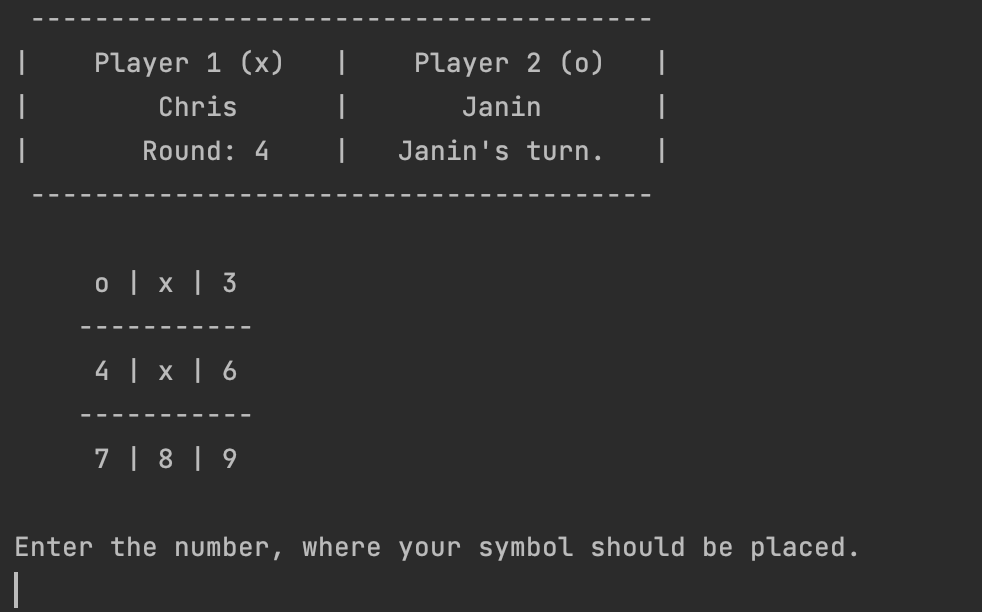 ---------------------------------------
|    Player 1 (x)   |    Player 2 (o)   |
|        Chris      |       Janin       |
|       Round: 4    |   Janin's turn.   |
---------------------------------------
o | x | 3
-----------
4 | x | 6
-----------
7 | 8 | 9
Enter the number, where your symbol should be placed.